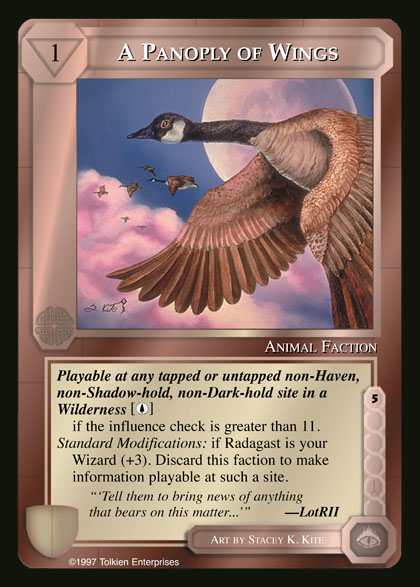 1
A Panoply of Wings
S. Kite
Animal Faction
Playable at any tapped or untapped non-Haven,
non-Shadow-hold, non-Dark-hold site in a
Wilderness [ ]
if the influence check is greater than 11.
Standard Modifications: if Radagast is your
Wizard (+3). Discard this faction to make
information playable at such a site.
5
“‘Tell them to bring news of anything
that bears on this matter...’” —LotRII
Art by Stacey K. Kite
©1997 Tolkien Enterprises